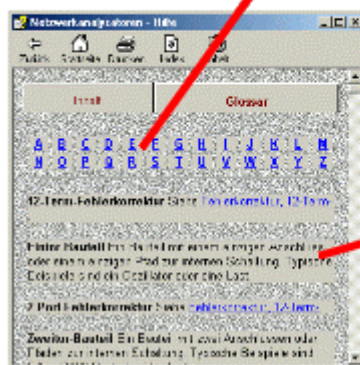 Netzwerkanalysatoren - Hilfe
Zurück Startseite Drucken Index
Inhalt Glossar
A B C D E F G H I J K L M
N O P Q R S T U V W X Y Z
12-Term-Fehlerkorrektur Siehe Fehlerkorrektur, 12-Term-
Eintor Bauteil Ein Bauteil mit einem einzigen Anschluss
oder einem einzigen Pfad zur internen Schaltung. Typische
Beispiele sind ein Oszillator oder eine Last.
2 Port Fehlerkorrektur Siehe Fehlerkorrektur, 12-Term-
Zweitor-Bauteil Ein Bauteil mit zwei Anschlüssen oder
Pfaden zur internen Schaltung. Typische Beispiele sind